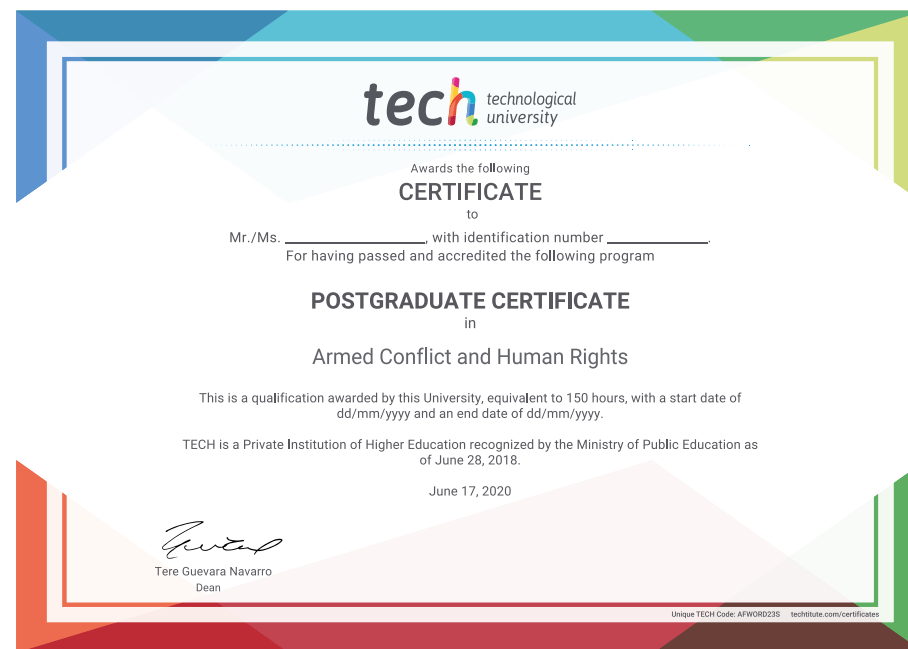 tech technological
university
Awards the following
CERTIFICATE
to
Mr./Ms. ____________________, with identification number ______________.
For having passed and accredited the following program
POSTGRADUATE CERTIFICATE
in
Armed Conflict and Human Rights
This is a qualification awarded by this University, equivalent to 150 hours, with a start date of
dd/mm/yyyy and an end date of dd/mm/yyyy.
TECH is a Private Institution of Higher Education recognized by the Ministry of Public Education as
of June 28, 2018.
June 17, 2020
Tere Guevara Navarro
Dean
Unique TECH Code: AFWORD23S techtitute.com/certificates